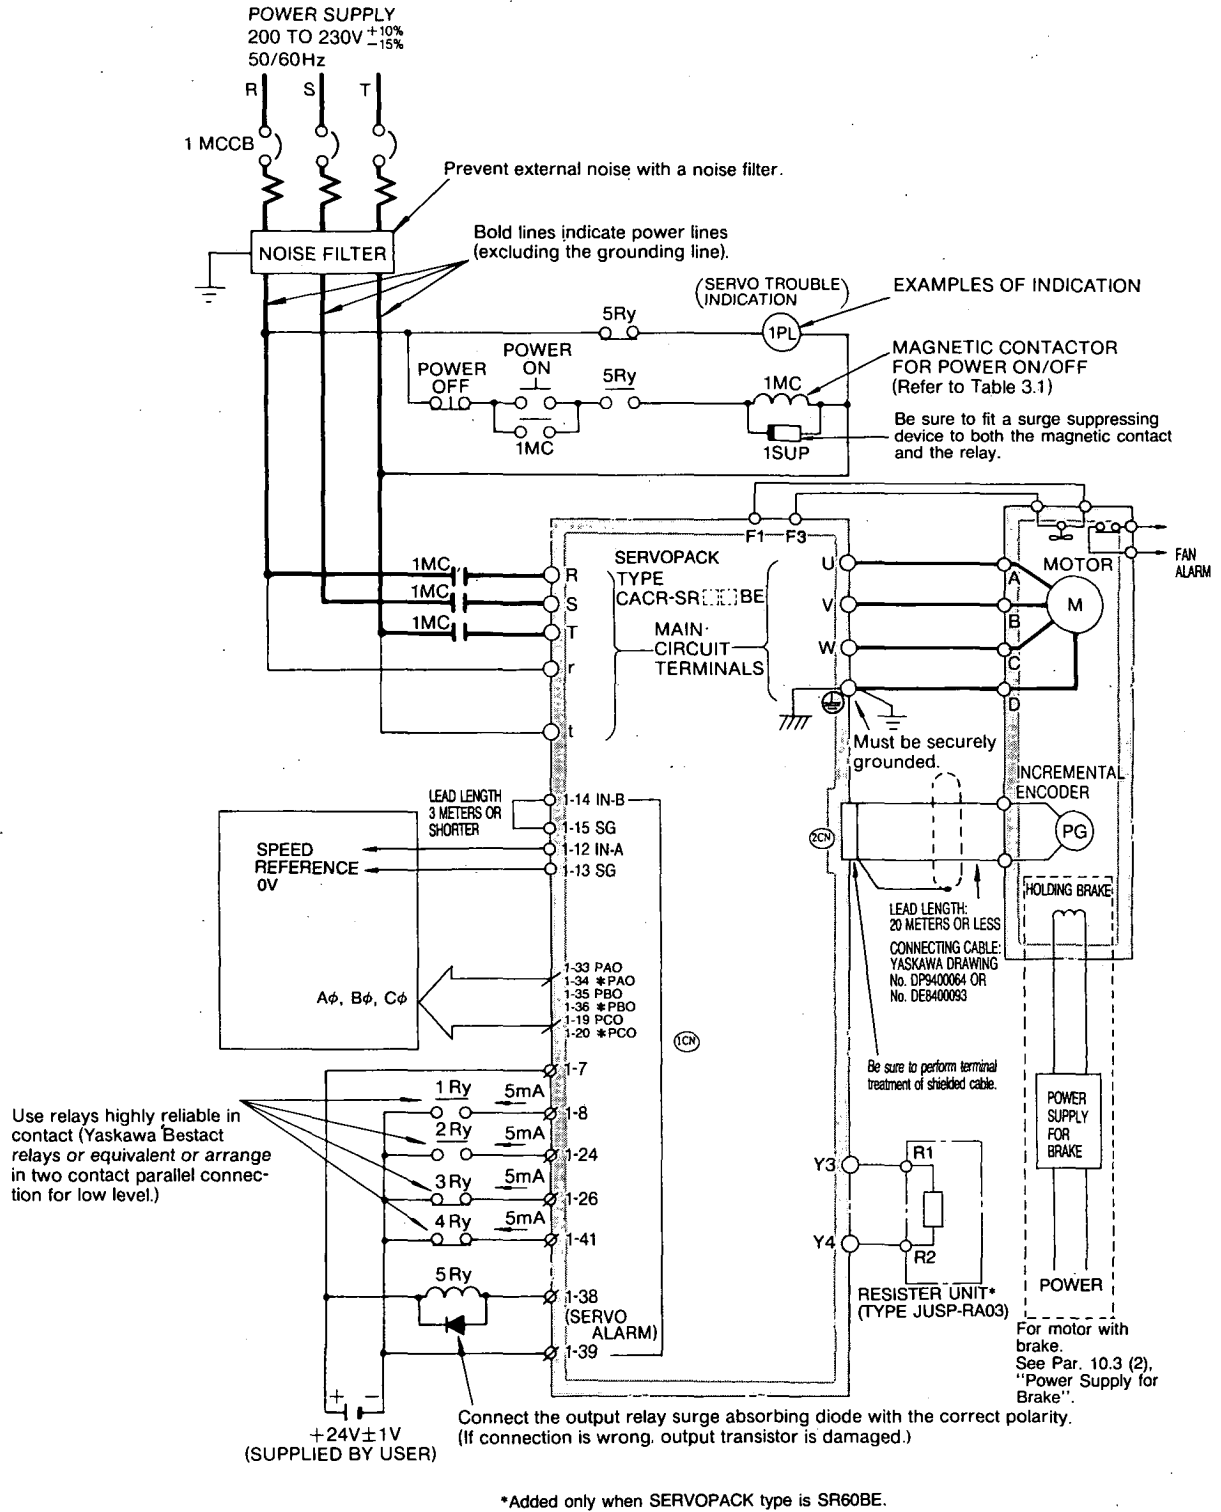 POWER SUPPLY
200 TO 230V +10% −15%
50/60Hz
R S T
1 MCCB
Prevent external noise with a noise filter.
NOISE FILTER
Bold lines indicate power lines
(excluding the grounding line).
(SERVO TROUBLE
INDICATION)
EXAMPLES OF INDICATION
5Ry
1PL
POWER
ON
POWER
OFF
5Ry
1MC
1MC
1SUP
MAGNETIC CONTACTOR
FOR POWER ON/OFF
(Refer to Table 3.1)
Be sure to fit a surge suppressing
device to both the magnetic contact
and the relay.
F1 F3
FAN
ALARM
1MC
1MC
1MC
R
S
T
r
t
SERVOPACK
TYPE
CACR-SR BE
MAIN
CIRCUIT
TERMINALS
U
V
W
A
B
C
D
MOTOR
M
Must be securely
grounded.
LEAD LENGTH
3 METERS OR
SHORTER
1-14 IN-B
1-15 SG
1-12 IN-A
1-13 SG
SPEED
REFERENCE
0V
2CN
INCREMENTAL
ENCODER
PG
HOLDING BRAKE
LEAD LENGTH:
20 METERS OR LESS
CONNECTING CABLE:
YASKAWA DRAWING
No. DP9400064 OR
No. DE8400093
Aφ, Bφ, Cφ
1-33 PAO
1-34 *PAO
1-35 PBO
1-36 *PBO
1-19 PCO
1-20 *PCO
1CN
Be sure to perform terminal
treatment of shielded cable.
POWER
SUPPLY
FOR
BRAKE
POWER
1-7
1 Ry 5mA 1-8
2 Ry 5mA 1-24
3 Ry 5mA 1-26
4 Ry 5mA 1-41
Use relays highly reliable in
contact (Yaskawa Bestact
relays or equivalent or arrange
in two contact parallel connec-
tion for low level.)
5 Ry
1-38
(SERVO
ALARM)
1-39
Y3
Y4
R1
R2
RESISTER UNIT*
(TYPE JUSP-RA03)
For motor with
brake.
See Par. 10.3 (2),
"Power Supply for
Brake".
+ −
+24V±1V
(SUPPLIED BY USER)
Connect the output relay surge absorbing diode with the correct polarity.
(If connection is wrong, output transistor is damaged.)
*Added only when SERVOPACK type is SR60BE.